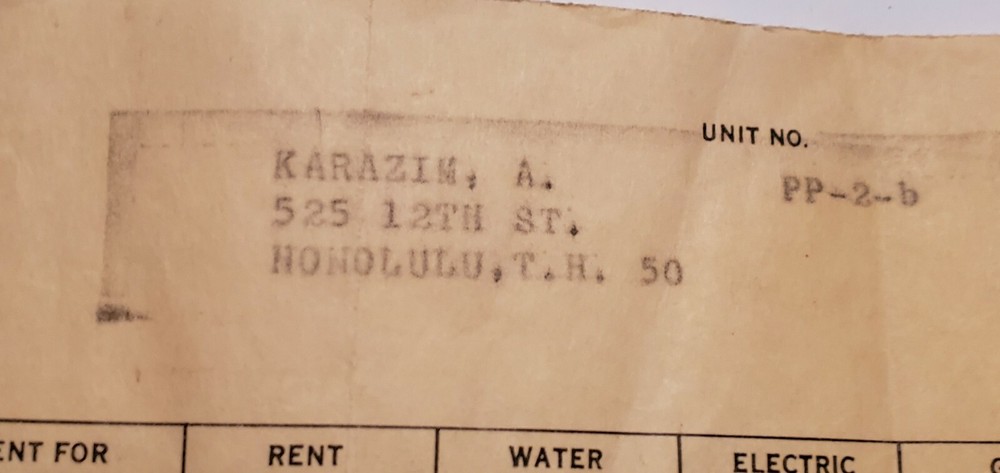 UNIT NO.
KARAZIM, A.
PP-2-b
525 12TH ST.
HONOLULU,T.H. 50
ENT FOR RENT WATER ELECTRIC